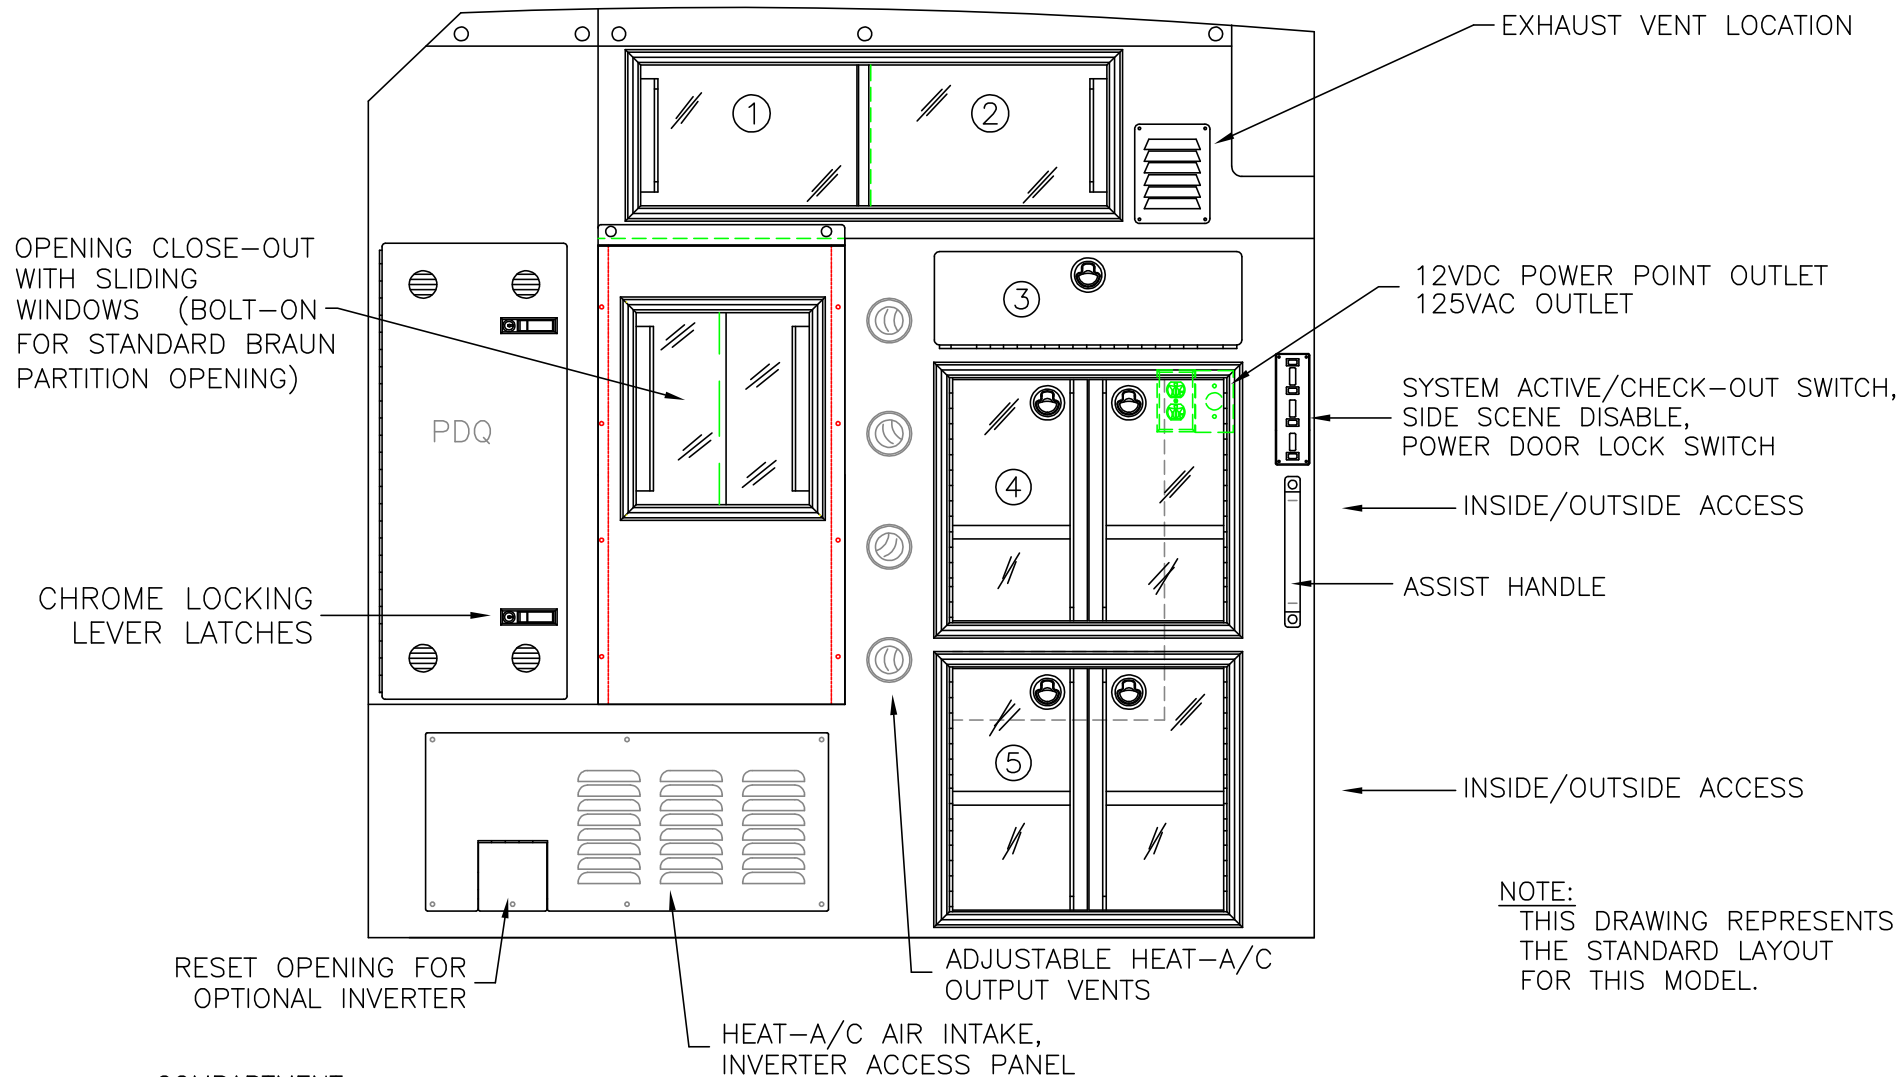 EXHAUST VENT LOCATION
1
2
OPENING CLOSE-OUT
WITH SLIDING
WINDOWS (BOLT-ON
FOR STANDARD BRAUN
PARTITION OPENING)
3
12VDC POWER POINT OUTLET
125VAC OUTLET
SYSTEM ACTIVE/CHECK-OUT SWITCH,
SIDE SCENE DISABLE,
POWER DOOR LOCK SWITCH
PDQ
4
INSIDE/OUTSIDE ACCESS
CHROME LOCKING
LEVER LATCHES
ASSIST HANDLE
5
INSIDE/OUTSIDE ACCESS
NOTE:
THIS DRAWING REPRESENTS
THE STANDARD LAYOUT
FOR THIS MODEL.
RESET OPENING FOR
OPTIONAL INVERTER
ADJUSTABLE HEAT-A/C
OUTPUT VENTS
HEAT-A/C AIR INTAKE,
INVERTER ACCESS PANEL
COMPARTMENT